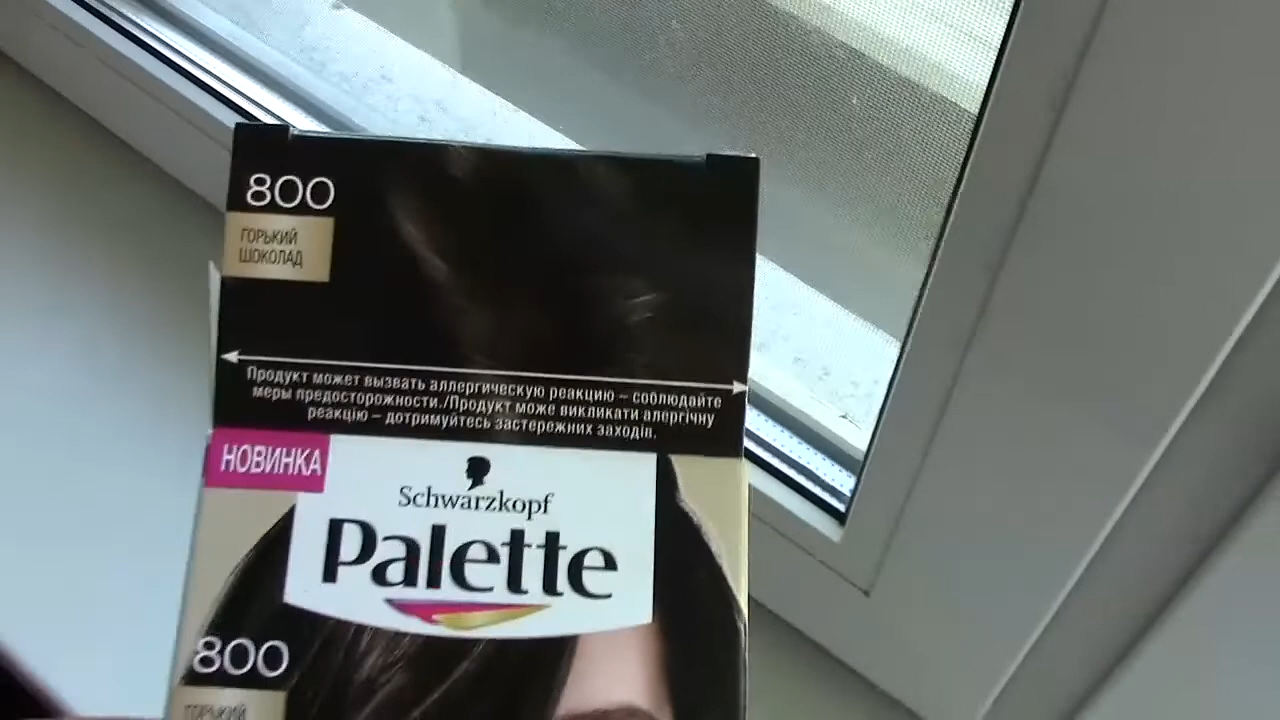 800
ГОРЬКИЙ
ШОКОЛАД
Продукт может вызвать аллергическую реакцию – соблюдайте
меры предосторожности./Продукт може викликати алергічну
реакцію – дотримуйтесь застережних заходів.
НОВИНКА
Schwarzkopf
Palette
800
ГОРЬКИЙ